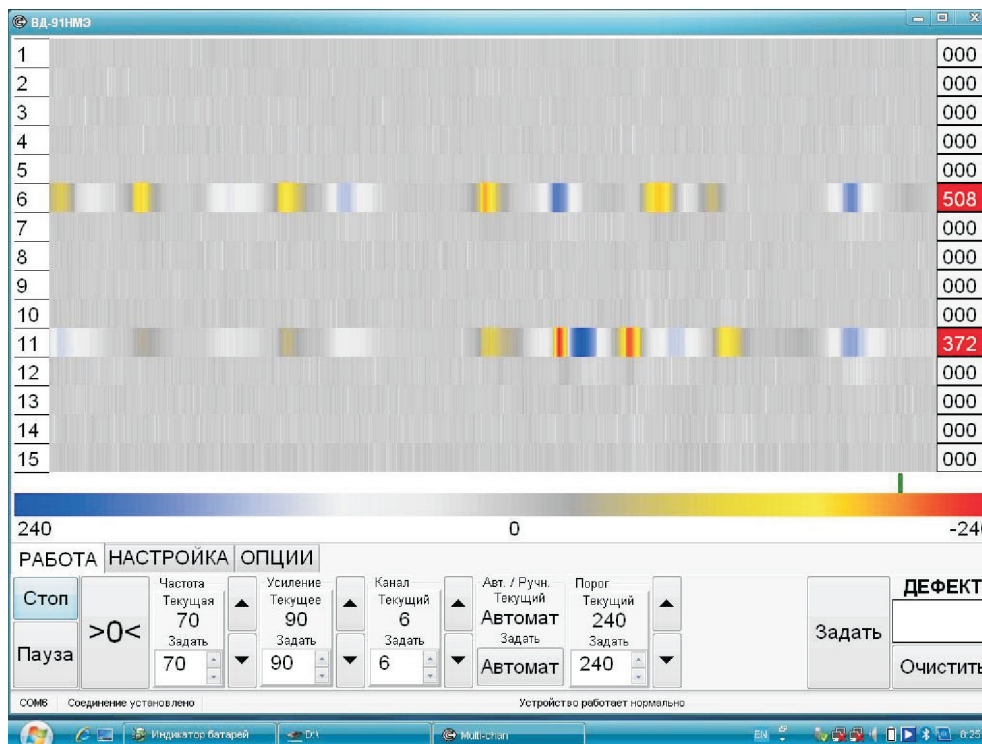 ВД-91НМЭ
1 000
2 000
3 000
4 000
5 000
6 508
7 000
8 000
9 000
10 000
11 372
12 000
13 000
14 000
15 000
240 0 -240
РАБОТА НАСТРОЙКА ОПЦИИ
Стоп
Пауза
>0<
Частота
Текущая
70
Задать
70
Усиление
Текущее
90
Задать
90
Канал
Текущий
6
Задать
6
Авт. / Ручн.
Текущий
Автомат
Задать
Автомат
Порог
Текущий
240
Задать
240
Задать
ДЕФЕКТ
Очистить
COM6 Соединение установлено Устройство работает нормально
Индикатор батарей D:\ Multi-chan EN 0:25